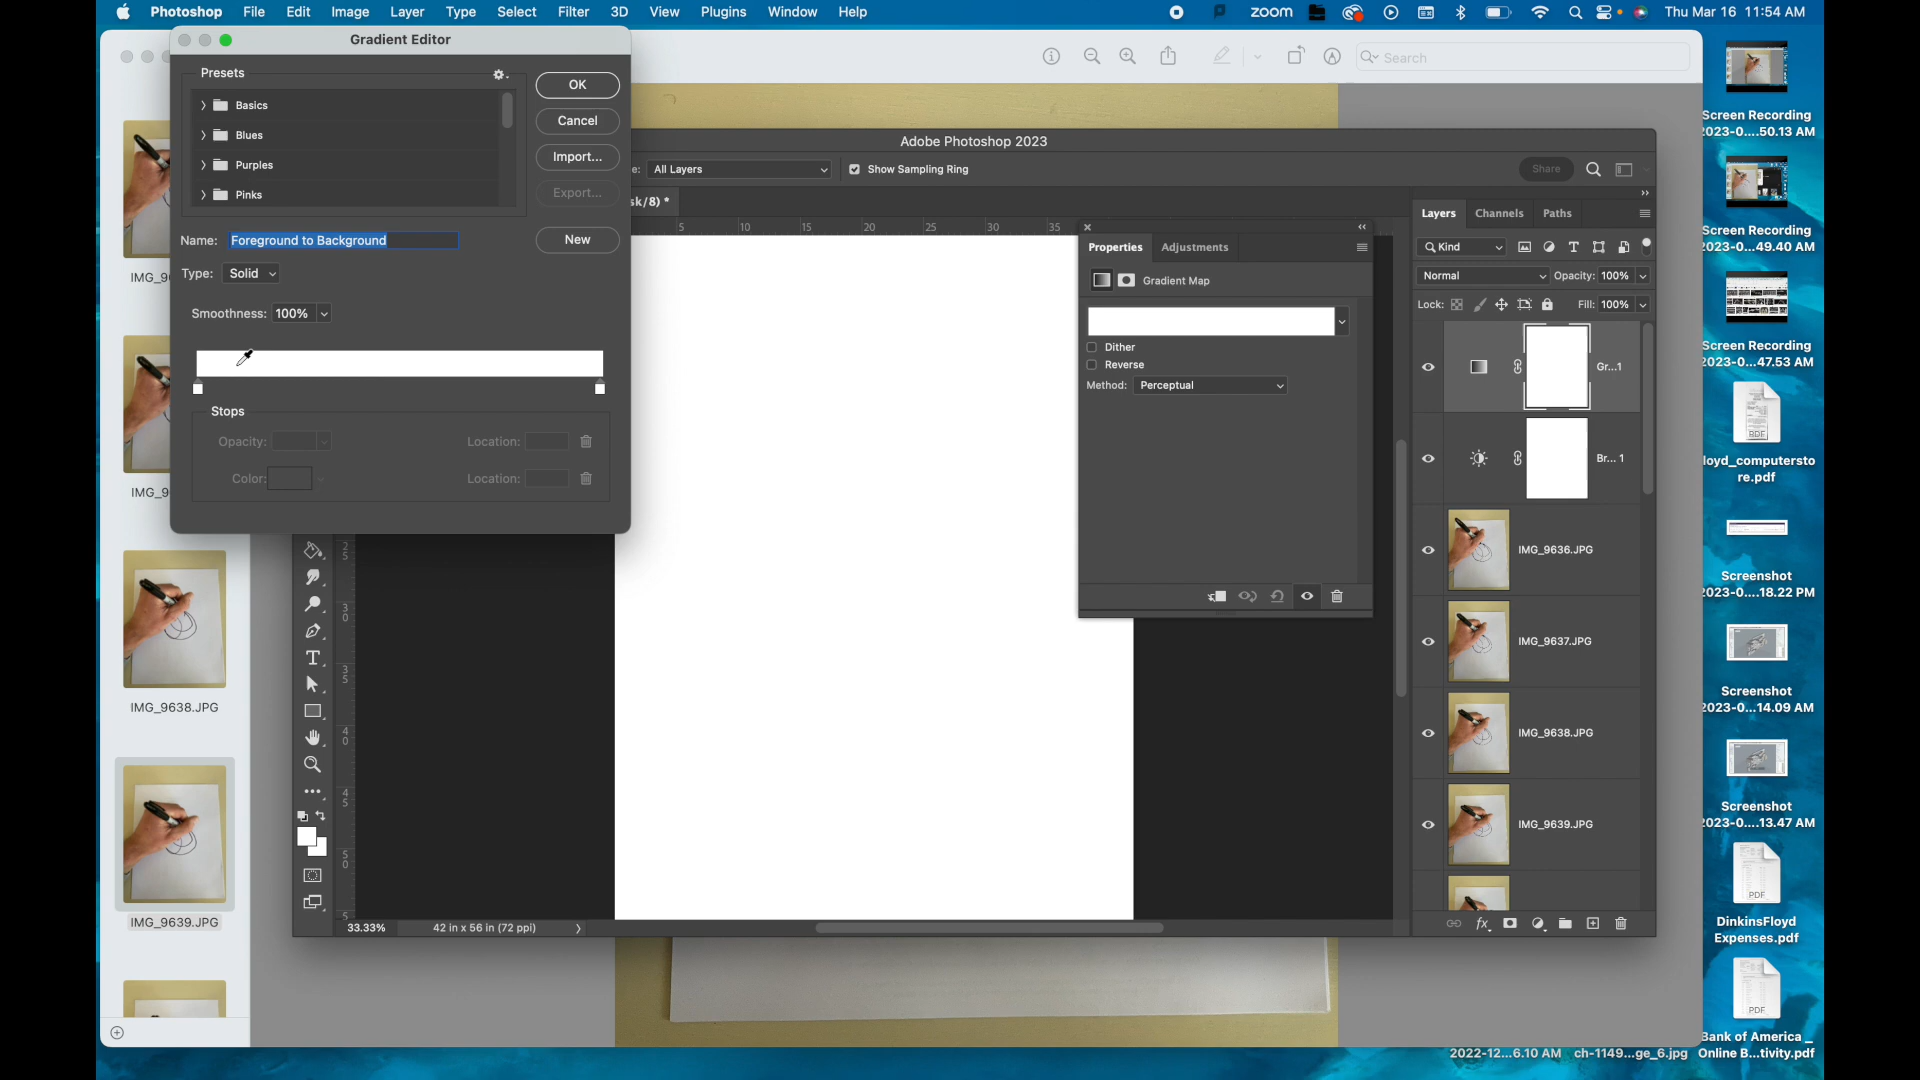 Photoshop File Edit Image Layer Type Select Filter 3D View Plugins Window Help
zoom Thu Mar 16 11:54 AM
Gradient Editor
Presets
Basics
Blues
Purples
Pinks
OK
Cancel
Import...
Export...
Name: Foreground to Background
New
Type: Solid
Smoothness: 100%
Stops
Opacity: Location:
Color: Location:
Search
Adobe Photoshop 2023
All Layers Show Sampling Ring
Share
sk/8) *
5 10 15 20 25 30 35
Properties Adjustments
Gradient Map
Dither
Reverse
Method: Perceptual
Layers Channels Paths
Kind
Normal Opacity: 100%
Lock: Fill: 100%
Gr...1
Br... 1
IMG_9636.JPG
IMG_9637.JPG
IMG_9638.JPG
IMG_9639.JPG
33.33% 42 in x 56 in (72 ppi)
IMG_9
IMG_9
IMG_9638.JPG
IMG_9639.JPG
Screen Recording
2023-0....50.13 AM
Screen Recording
2023-0...49.40 AM
Screen Recording
2023-0...47.53 AM
loyd_computersto
re.pdf
Screenshot
2023-0....18.22 PM
Screenshot
2023-0...14.09 AM
Screenshot
2023-0....13.47 AM
PDF
DinkinsFloyd
Expenses.pdf
PDF
Bank of America _
Online B...tivity.pdf
2022-12...6.10 AM ch-1149...ge_6.jpg